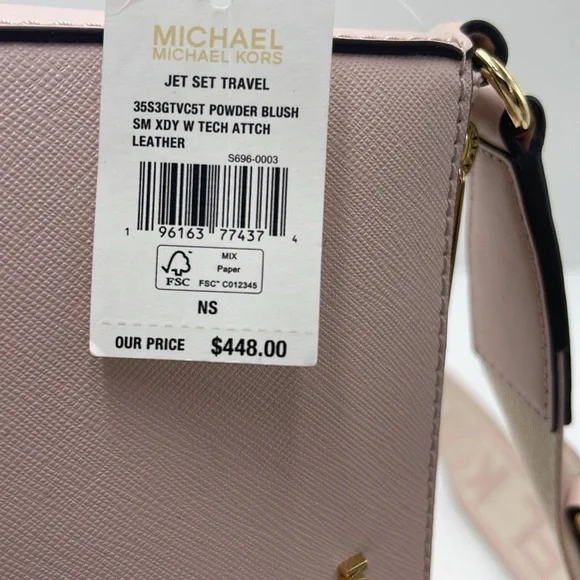 MICHAEL
MICHAEL KORS
JET SET TRAVEL
35S3GTVC5T POWDER BLUSH
SM XDY W TECH ATTCH
LEATHER
S696-0003
1 96163 77437 4
FSC
MIX
Paper
FSC™ C012345
NS
OUR PRICE $448.00